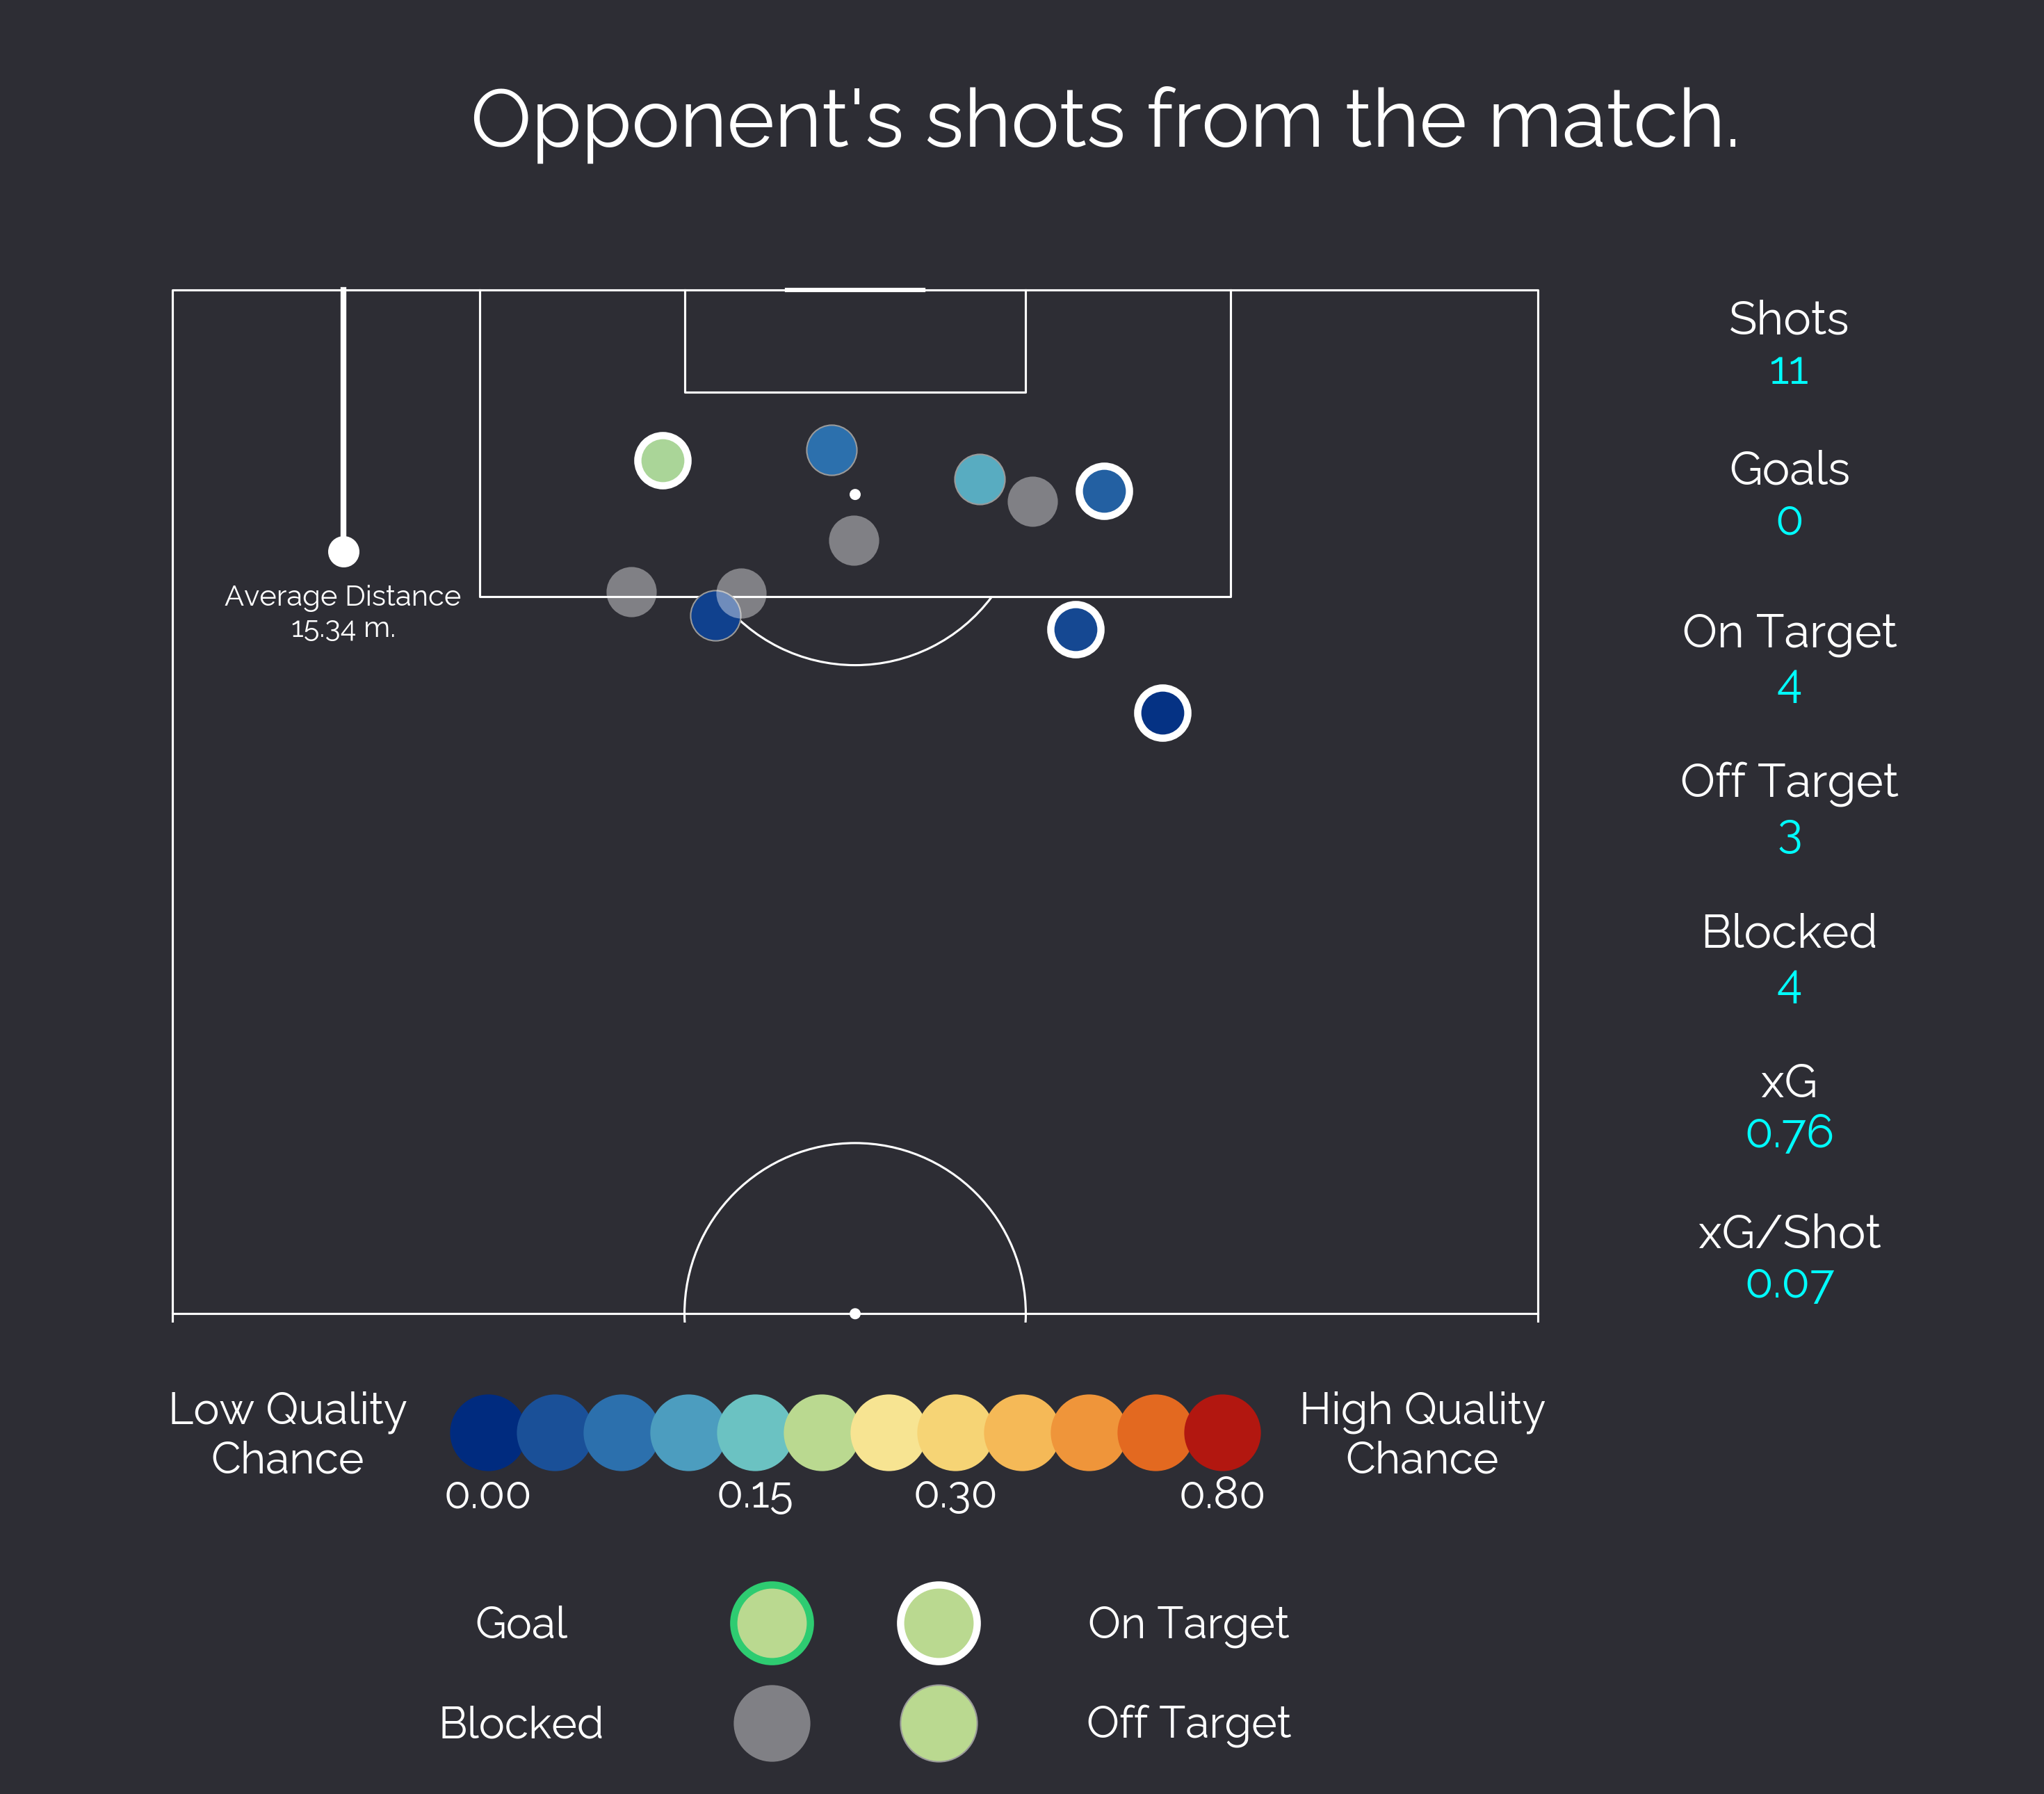 Opponent's shots from the match.
Average Distance
15.34 m.
Shots
11
Goals
0
On Target
4
Off Target
3
Blocked
4
xG
0.76
xG/Shot
0.07
Low Quality
Chance
High Quality
Chance
0.00 0.15 0.30 0.80
Goal On Target
Blocked Off Target